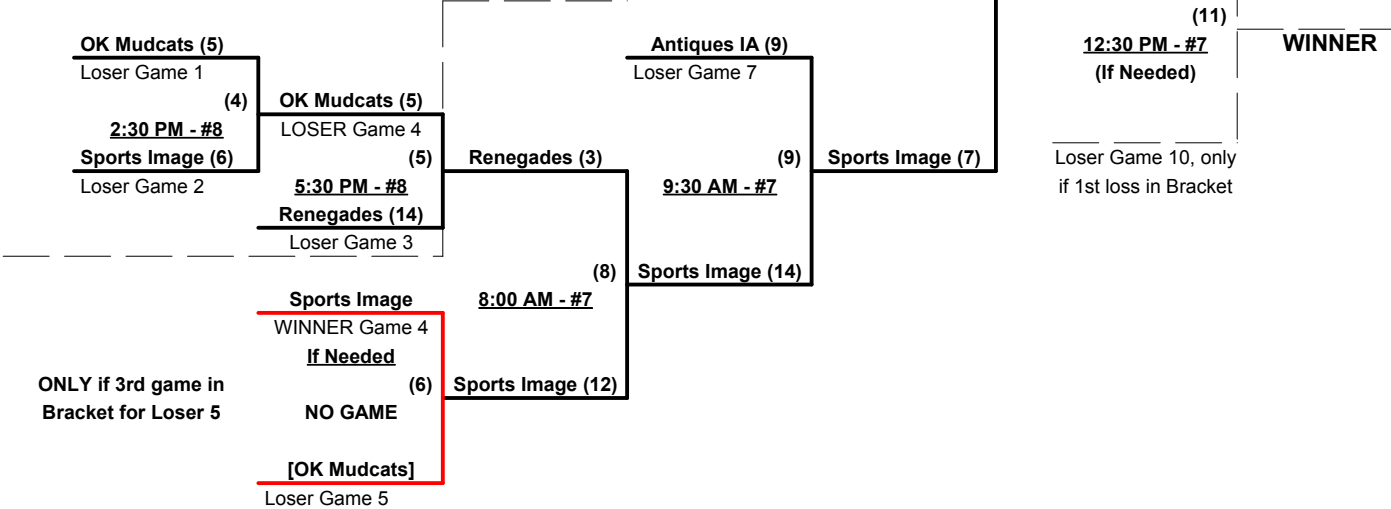 (11)
OK Mudcats (5)
Antiques IA (9)
12:30 PM - #7
WINNER
Loser Game 1
Loser Game 7
(If Needed)
(4)
OK Mudcats (5)
2:30 PM - #8
LOSER Game 4
Sports Image (6)
(5)
Renegades (3)
(9)
Sports Image (7)
Loser Game 10, only
Loser Game 2
5:30 PM - #8
9:30 AM - #7
if 1st loss in Bracket
Renegades (14)
Loser Game 3
(8)
Sports Image (14)
Sports Image
8:00 AM - #7
WINNER Game 4
If Needed
ONLY if 3rd game in
(6)
Sports Image (12)
Bracket for Loser 5
NO GAME
[OK Mudcats]
Loser Game 5